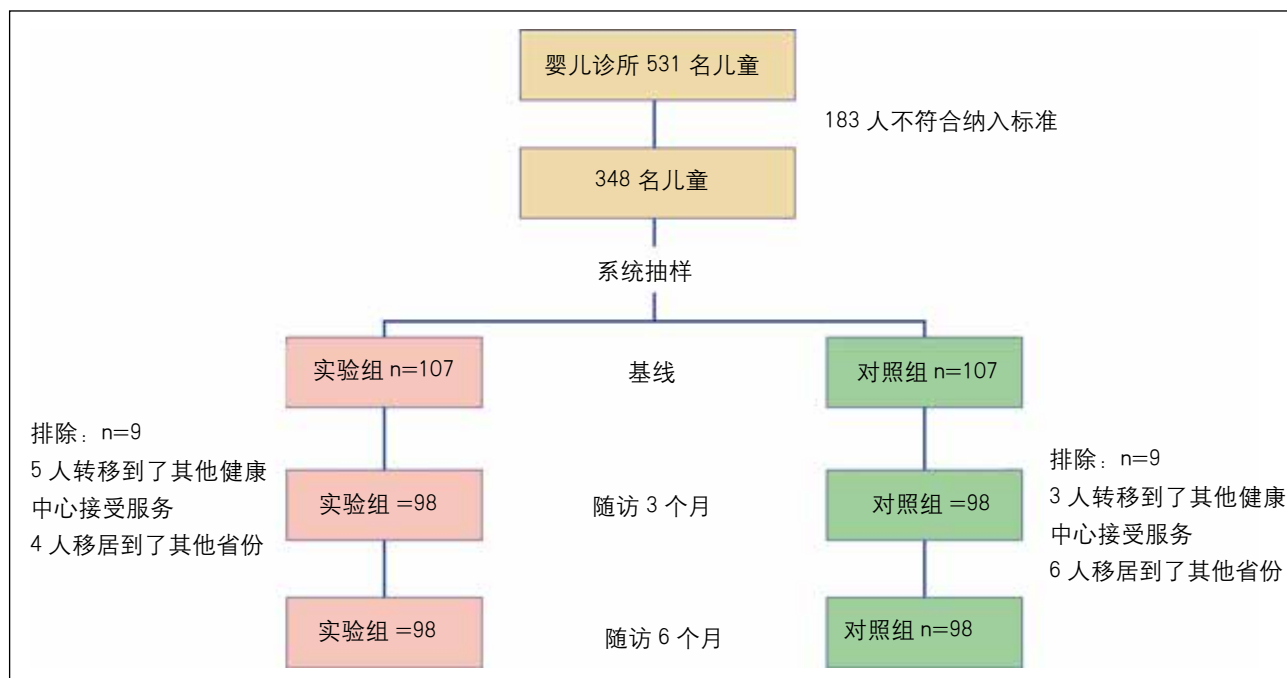 婴儿诊所 531 名儿童
183 人不符合纳入标准
348 名儿童
系统抽样
实验组 n=107
基线
对照组 n=107
排除：n=9
5 人转移到了其他健康
中心接受服务
4 人移居到了其他省份
实验组 =98
随访 3 个月
对照组 =98
排除：n=9
3 人转移到了其他健康
中心接受服务
6 人移居到了其他省份
实验组 =98
随访 6 个月
对照组 n=98